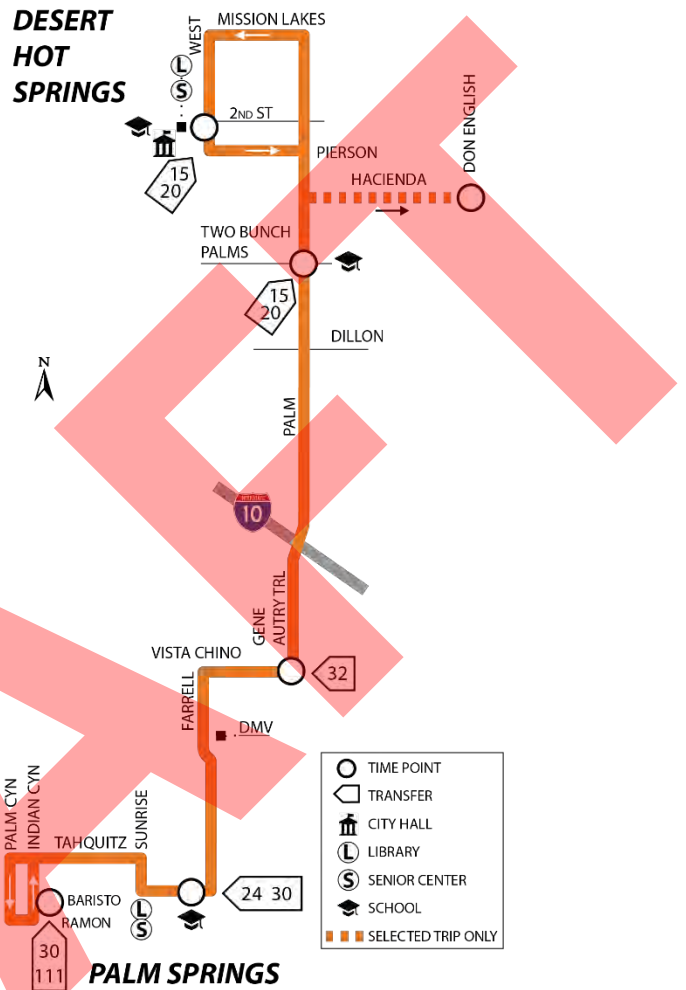 DESERT
HOT
SPRINGS
MISSION LAKES
WEST
L
S
2ND ST
PIERSON
15
20
HACIENDA
DON ENGLISH
TWO BUNCH
PALMS
15
20
DILLON
N
PALM
INTERSTATE
10
GENE
AUTRY TRL
VISTA CHINO
32
FARRELL
DMV
PALM CYN
INDIAN CYN
TAHQUITZ
SUNRISE
24 30
BARISTO
RAMON
L
S
30
111
PALM SPRINGS
TIME POINT
TRANSFER
CITY HALL
L LIBRARY
S SENIOR CENTER
SCHOOL
SELECTED TRIP ONLY